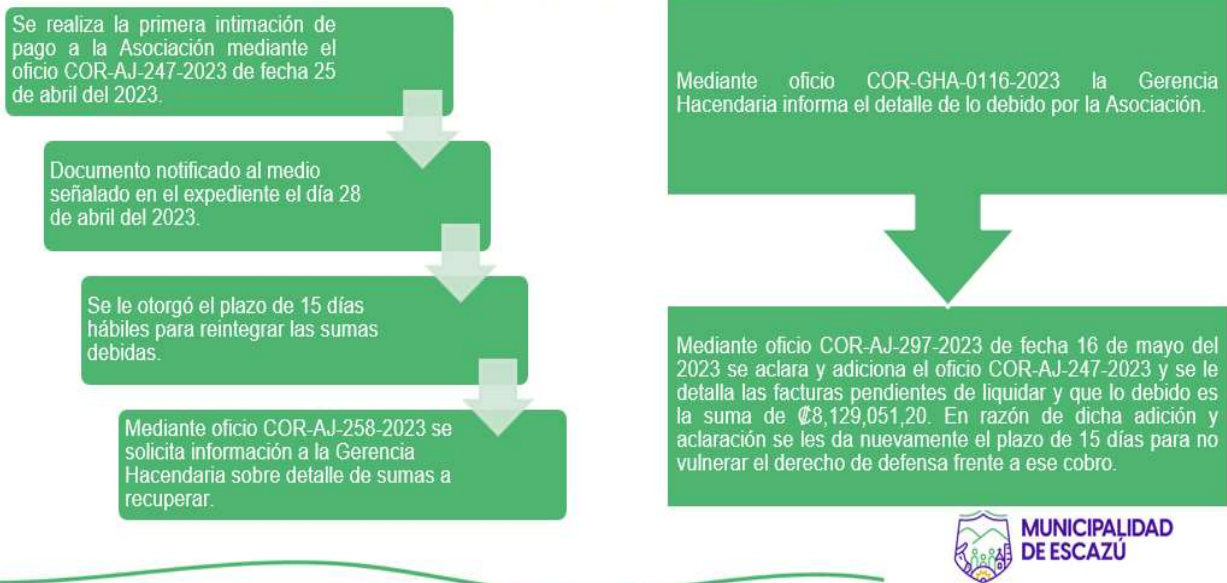 Se realiza la primera intimación de
pago a la Asociación mediante el
oficio COR-AJ-247-2023 de fecha 25
de abril del 2023.
Documento notificado al medio
señalado en el expediente el día 28
de abril del 2023.
Se le otorgó el plazo de 15 días
hábiles para reintegrar las sumas
debidas.
Mediante oficio COR-AJ-258-2023 se
solicita información a la Gerencia
Hacendaria sobre detalle de sumas a
recuperar.
Mediante oficio COR-GHA-0116-2023 la Gerencia
Hacendaria informa el detalle de lo debido por la Asociación.
Mediante oficio COR-AJ-297-2023 de fecha 16 de mayo del
2023 se aclara y adiciona el oficio COR-AJ-247-2023 y se le
detalla las facturas pendientes de liquidar y que lo debido es
la suma de ₡8,129,051,20. En razón de dicha adición y
aclaración se les da nuevamente el plazo de 15 días para no
vulnerar el derecho de defensa frente a ese cobro.
MUNICIPALIDAD
DE ESCAZÚ